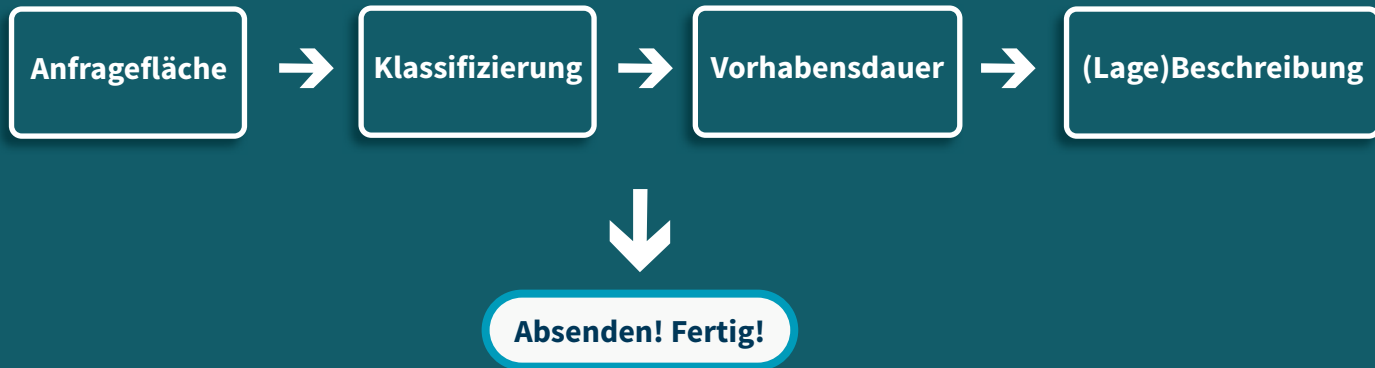 Anfragefläche
Klassifizierung
Vorhabensdauer
(Lage)Beschreibung
Absenden! Fertig!